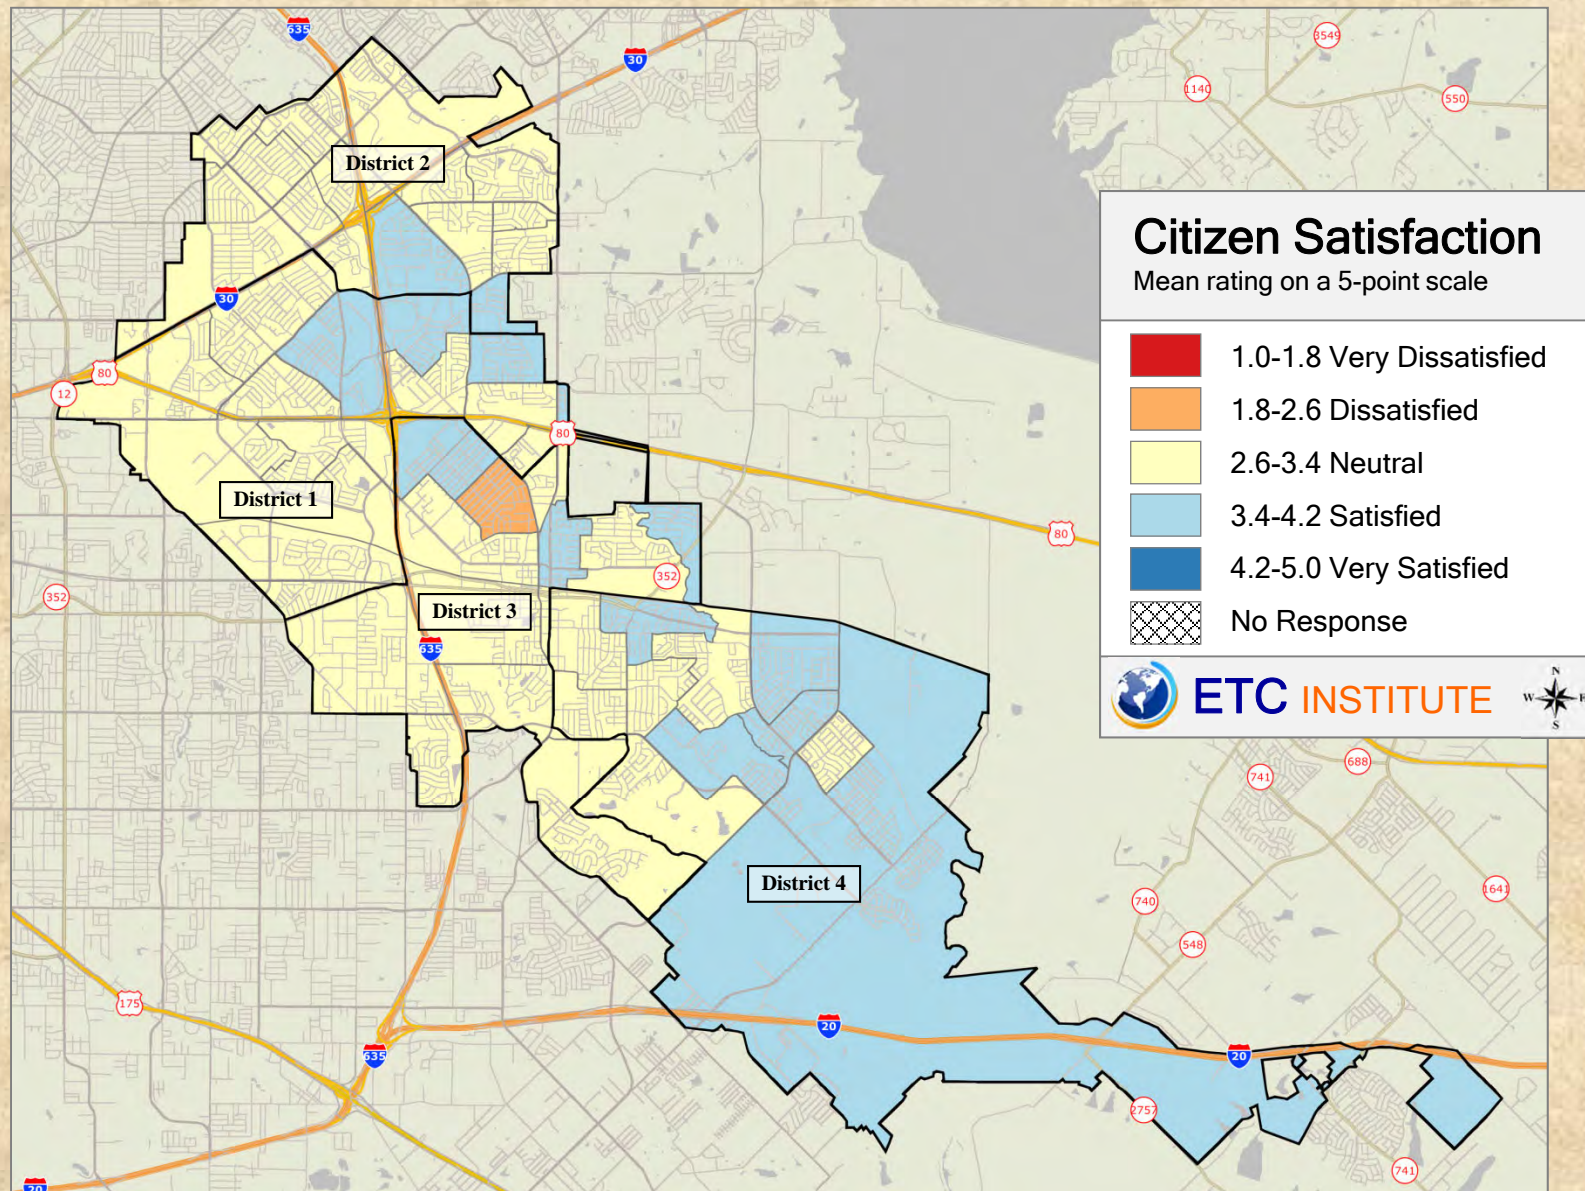 635
30
3549
1140
550
District 2
Citizen Satisfaction
Mean rating on a 5-point scale
30
1.0-1.8 Very Dissatisfied
80
12
1.8-2.6 Dissatisfied
80
2.6-3.4 Neutral
District 1
3.4-4.2 Satisfied
80
352
4.2-5.0 Very Satisfied
352
District 3
No Response
635
N
W E
S
ETC INSTITUTE
688
741
District 4
1641
740
548
175
20
635
20
2757
741
20